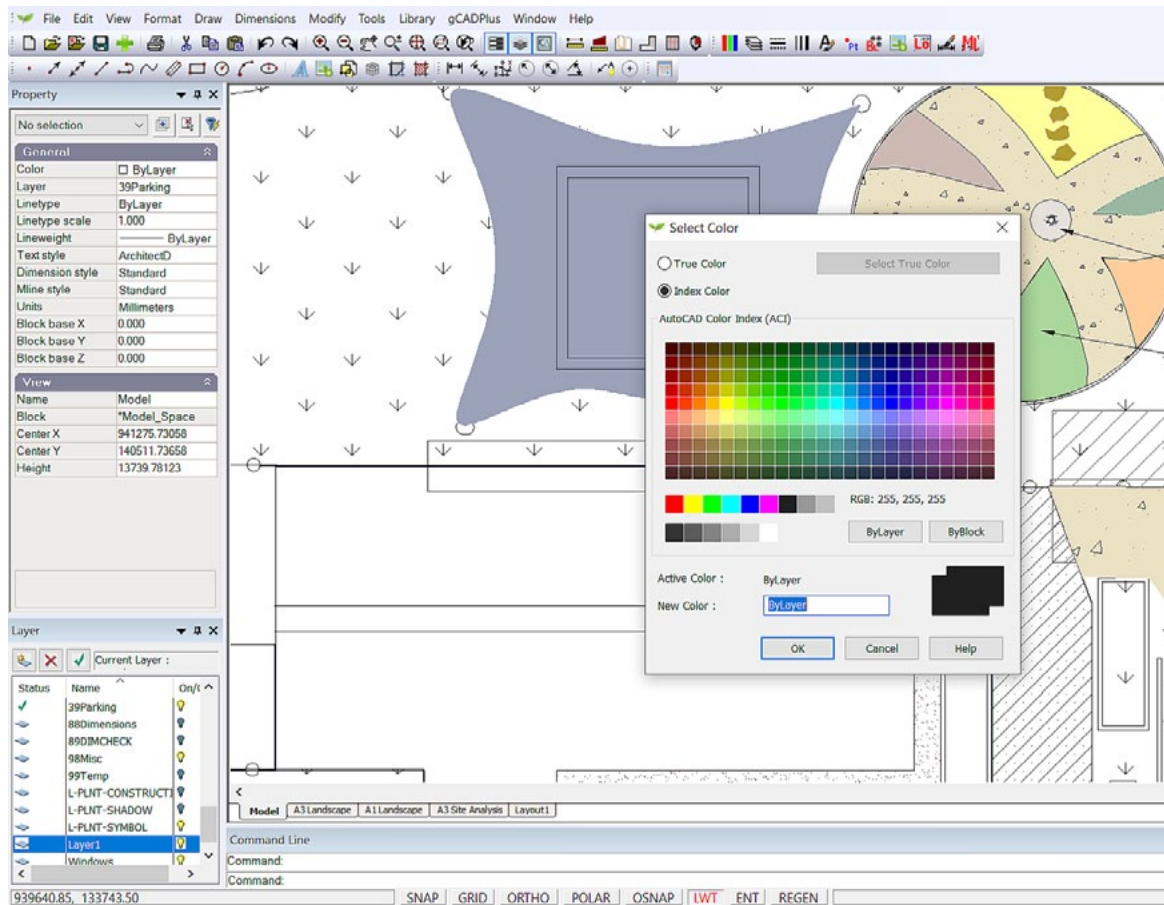 File Edit View Format Draw Dimensions Modify Tools Library gCADPlus Window Help
Property
No selection
General
Color ByLayer
Layer 39Parking
Linetype ByLayer
Linetype scale 1.000
Lineweight ByLayer
Text style ArchitectD
Dimension style Standard
Mline style Standard
Units Millimeters
Block base X 0.000
Block base Y 0.000
Block base Z 0.000
View
Name Model
Block *Model_Space
Center X 941275.73058
Center Y 140511.73658
Height 13739.78123
Select Color
True Color Select True Color
Index Color
AutoCAD Color Index (ACI)
RGB: 255, 255, 255
ByLayer ByBlock
Active Color : ByLayer
New Color : ByLayer
OK Cancel Help
Layer
Current Layer :
Status Name On/(
39Parking
88Dimensions
89DIMCHECK
98Misc
99Temp
L-PLNT-CONSTRUCTI
L-PLNT-SHADOW
L-PLNT-SYMBOL
Layer1
Windows
Model A3 Landscape A1 Landscape A3 Site Analysis Layout1
Command Line
Command:
Command:
939640.85, 133743.50 SNAP GRID ORTHO POLAR OSNAP LWT ENT REGEN